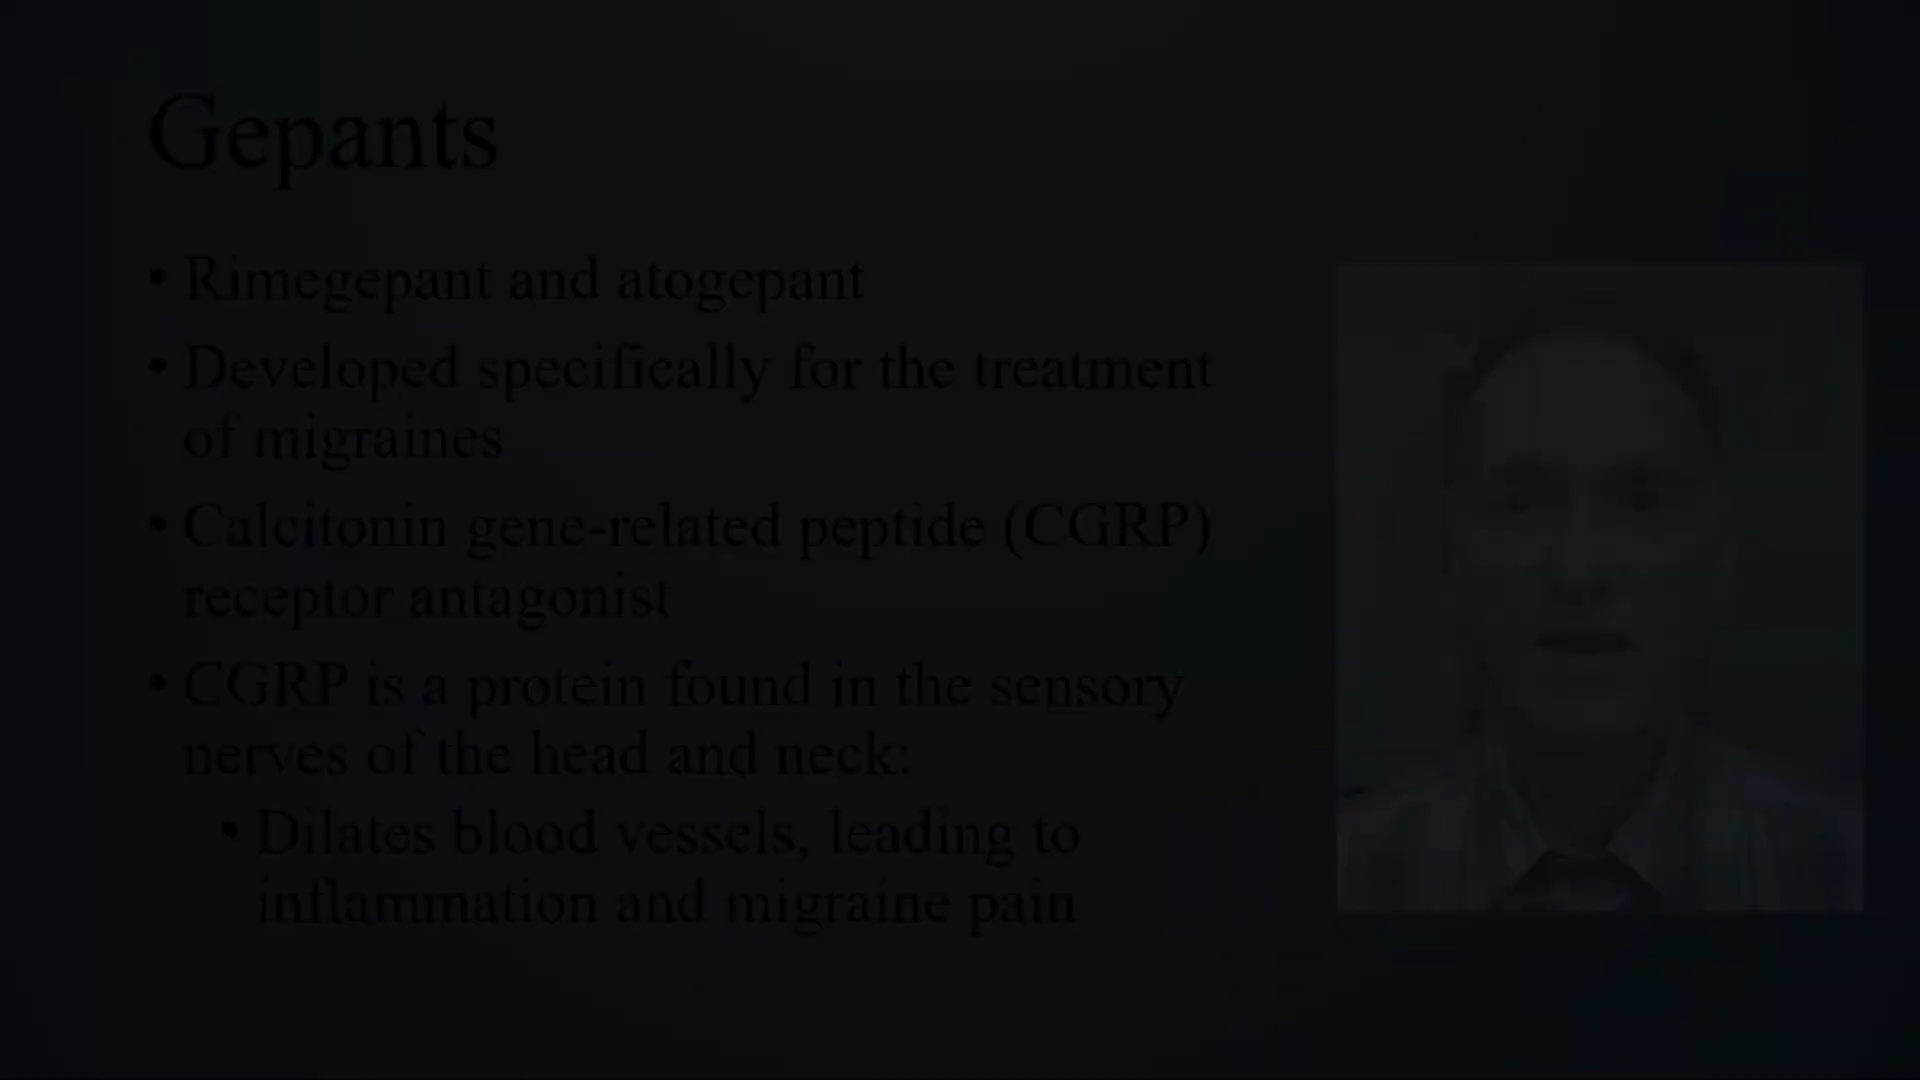 Gepants
• Rimegepant and atogepant
• Developed specifically for the treatment
of migraines
• Calcitonin gene-related peptide (CGRP)
receptor antagonist
• CGRP is a protein found in the sensory
nerves of the head and neck:
• Dilates blood vessels, leading to
inflammation and migraine pain